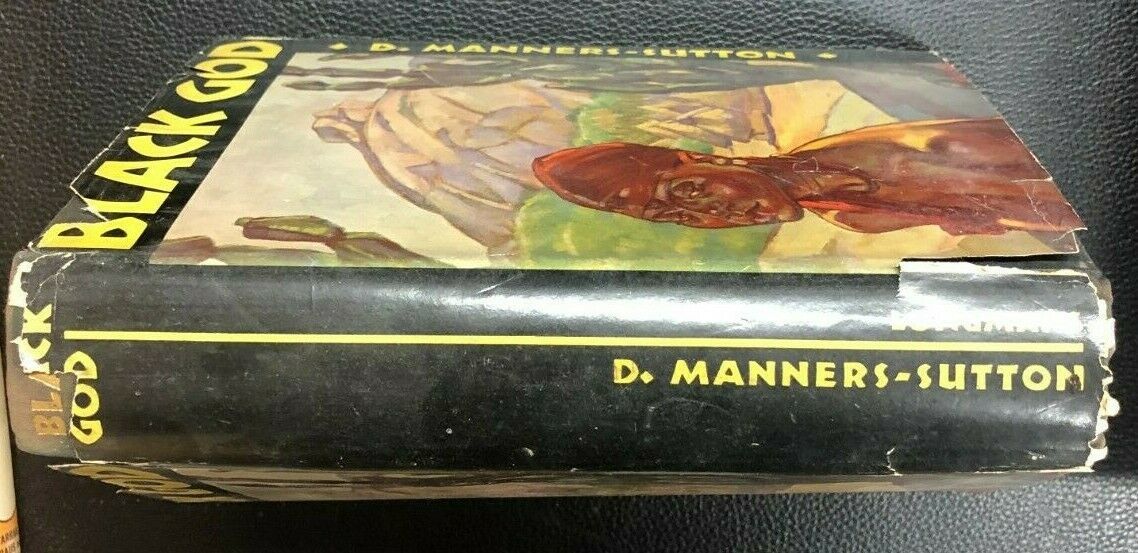 BLACK GOD
D. MANNERS-SUTTON
BLACK
GOD
D. MANNERS-SUTTON